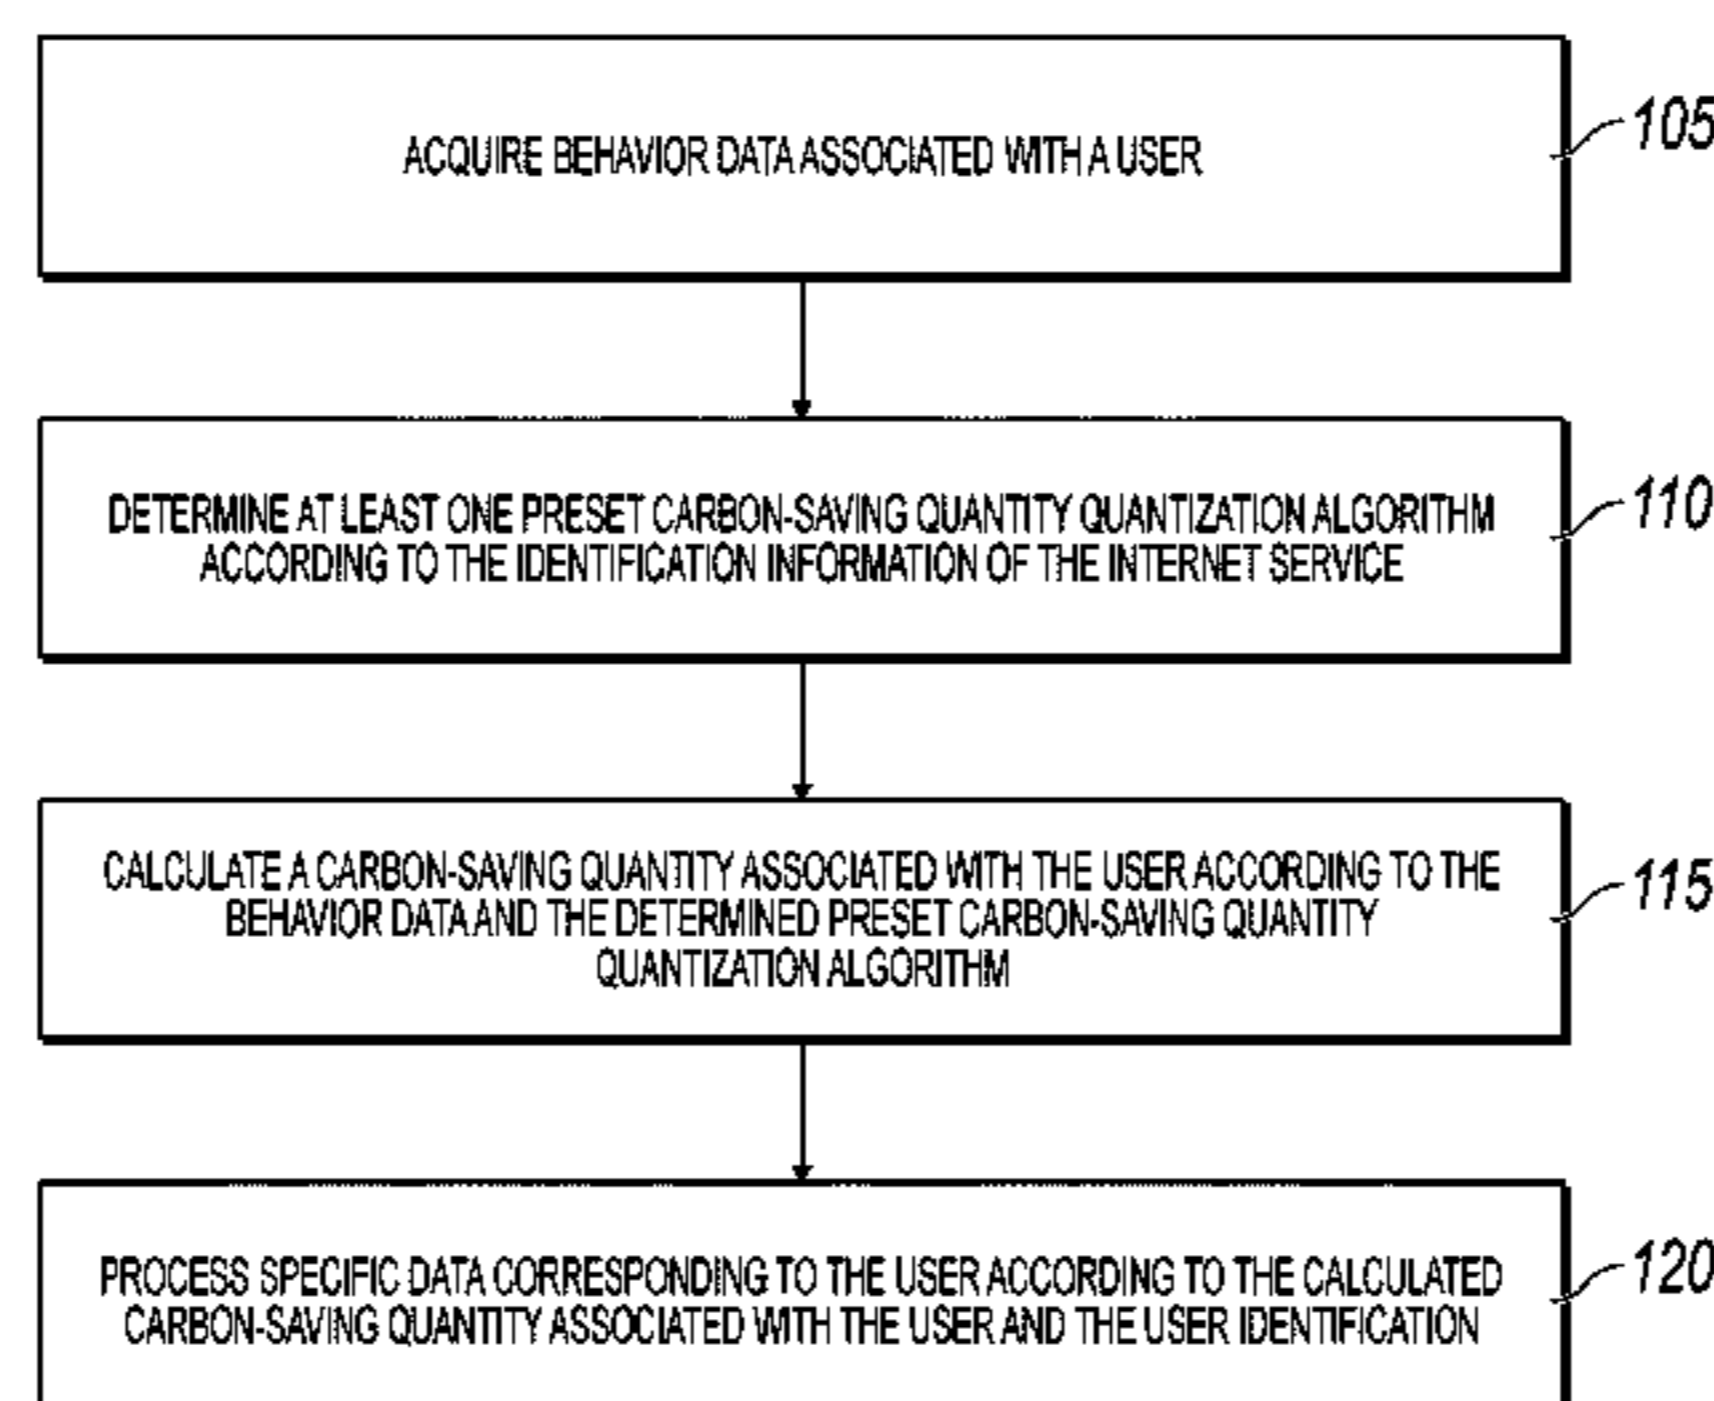 ACQUIRE BEHAVIOR DATA ASSOCIATED WITH A USER
105
DETERMINE AT LEAST ONE PRESET CARBON-SAVING QUANTITY QUANTIZATION ALGORITHM
ACCORDING TO THE IDENTIFICATION INFORMATION OF THE INTERNET SERVICE
110
CALCULATE A CARBON-SAVING QUANTITY ASSOCIATED WITH THE USER ACCORDING TO THE
BEHAVIOR DATA AND THE DETERMINED PRESET CARBON-SAVING QUANTITY
QUANTIZATION ALGORITHM
115
PROCESS SPECIFIC DATA CORRESPONDING TO THE USER ACCORDING TO THE CALCULATED
CARBON-SAVING QUANTITY ASSOCIATED WITH THE USER AND THE USER IDENTIFICATION
120